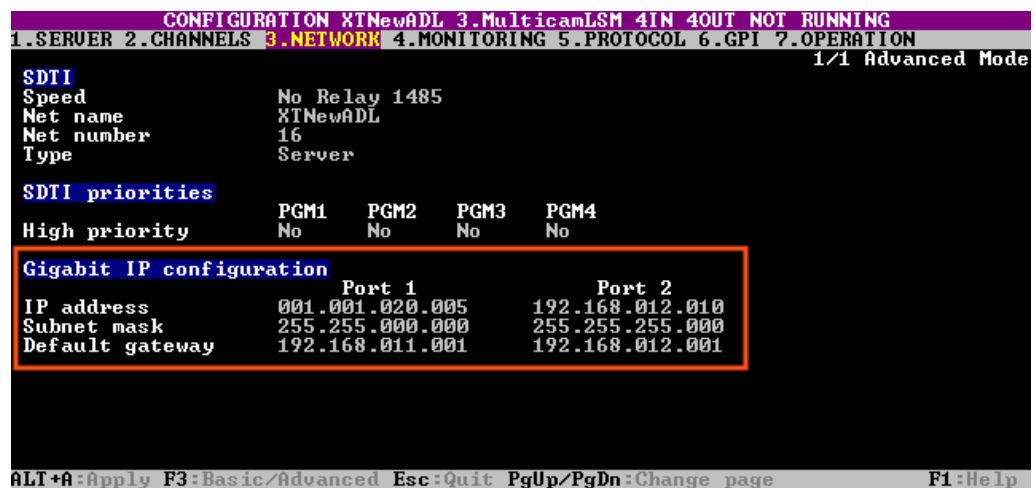 CONFIGURATION XTNewADL 3.MulticamLSM 4IN 4OUT NOT RUNNING
1.SERVER 2.CHANNELS 3.NETWORK 4.MONITORING 5.PROTOCOL 6.GPI 7.OPERATION
1/1 Advanced Mode
SDTI
Speed No Relay 1485
Net name XTNewADL
Net number 16
Type Server
SDTI priorities
PGM1 PGM2 PGM3 PGM4
High priority No No No No
Gigabit IP configuration
Port 1 Port 2
IP address 001.001.020.005 192.168.012.010
Subnet mask 255.255.000.000 255.255.255.000
Default gateway 192.168.011.001 192.168.012.001
ALT+A:Apply F3:Basic/Advanced Esc:Quit PgUp/PgDn:Change page F1:Help